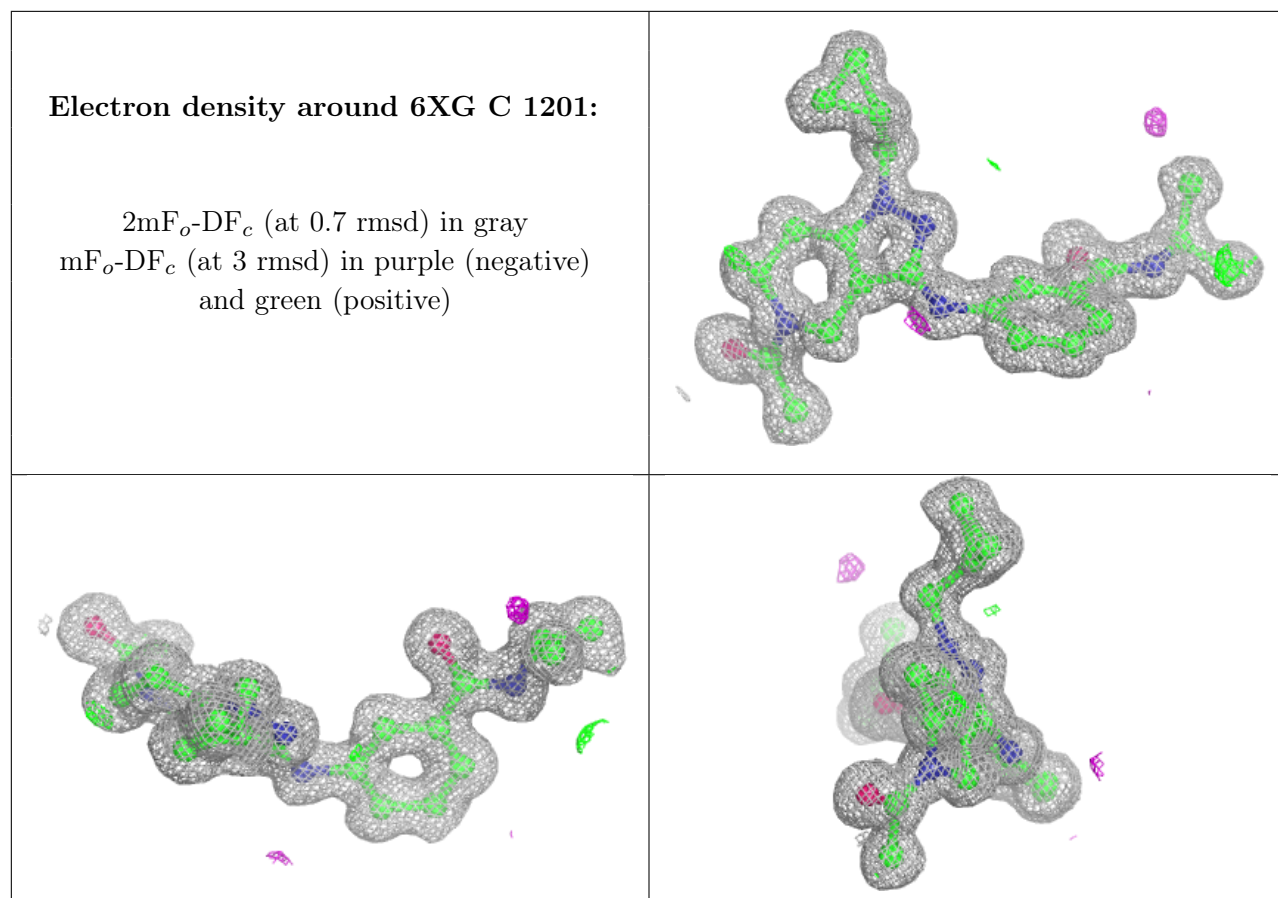 Electron density around 6XG C 1201:
2mFo-DFc (at 0.7 rmsd) in gray
mFo-DFc (at 3 rmsd) in purple (negative)
and green (positive)